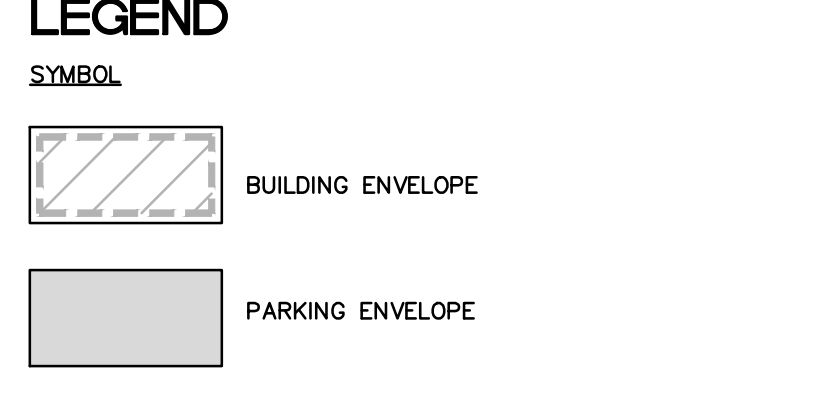 LEGEND
SYMBOL
BUILDING ENVELOPE
PARKING ENVELOPE